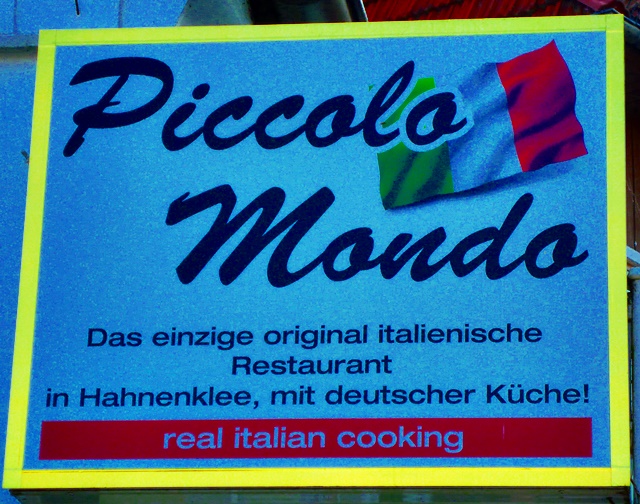 Piccolo
Mondo
Das einzige original italienische
Restaurant
in Hahnenklee, mit deutscher Küche!
real italian cooking